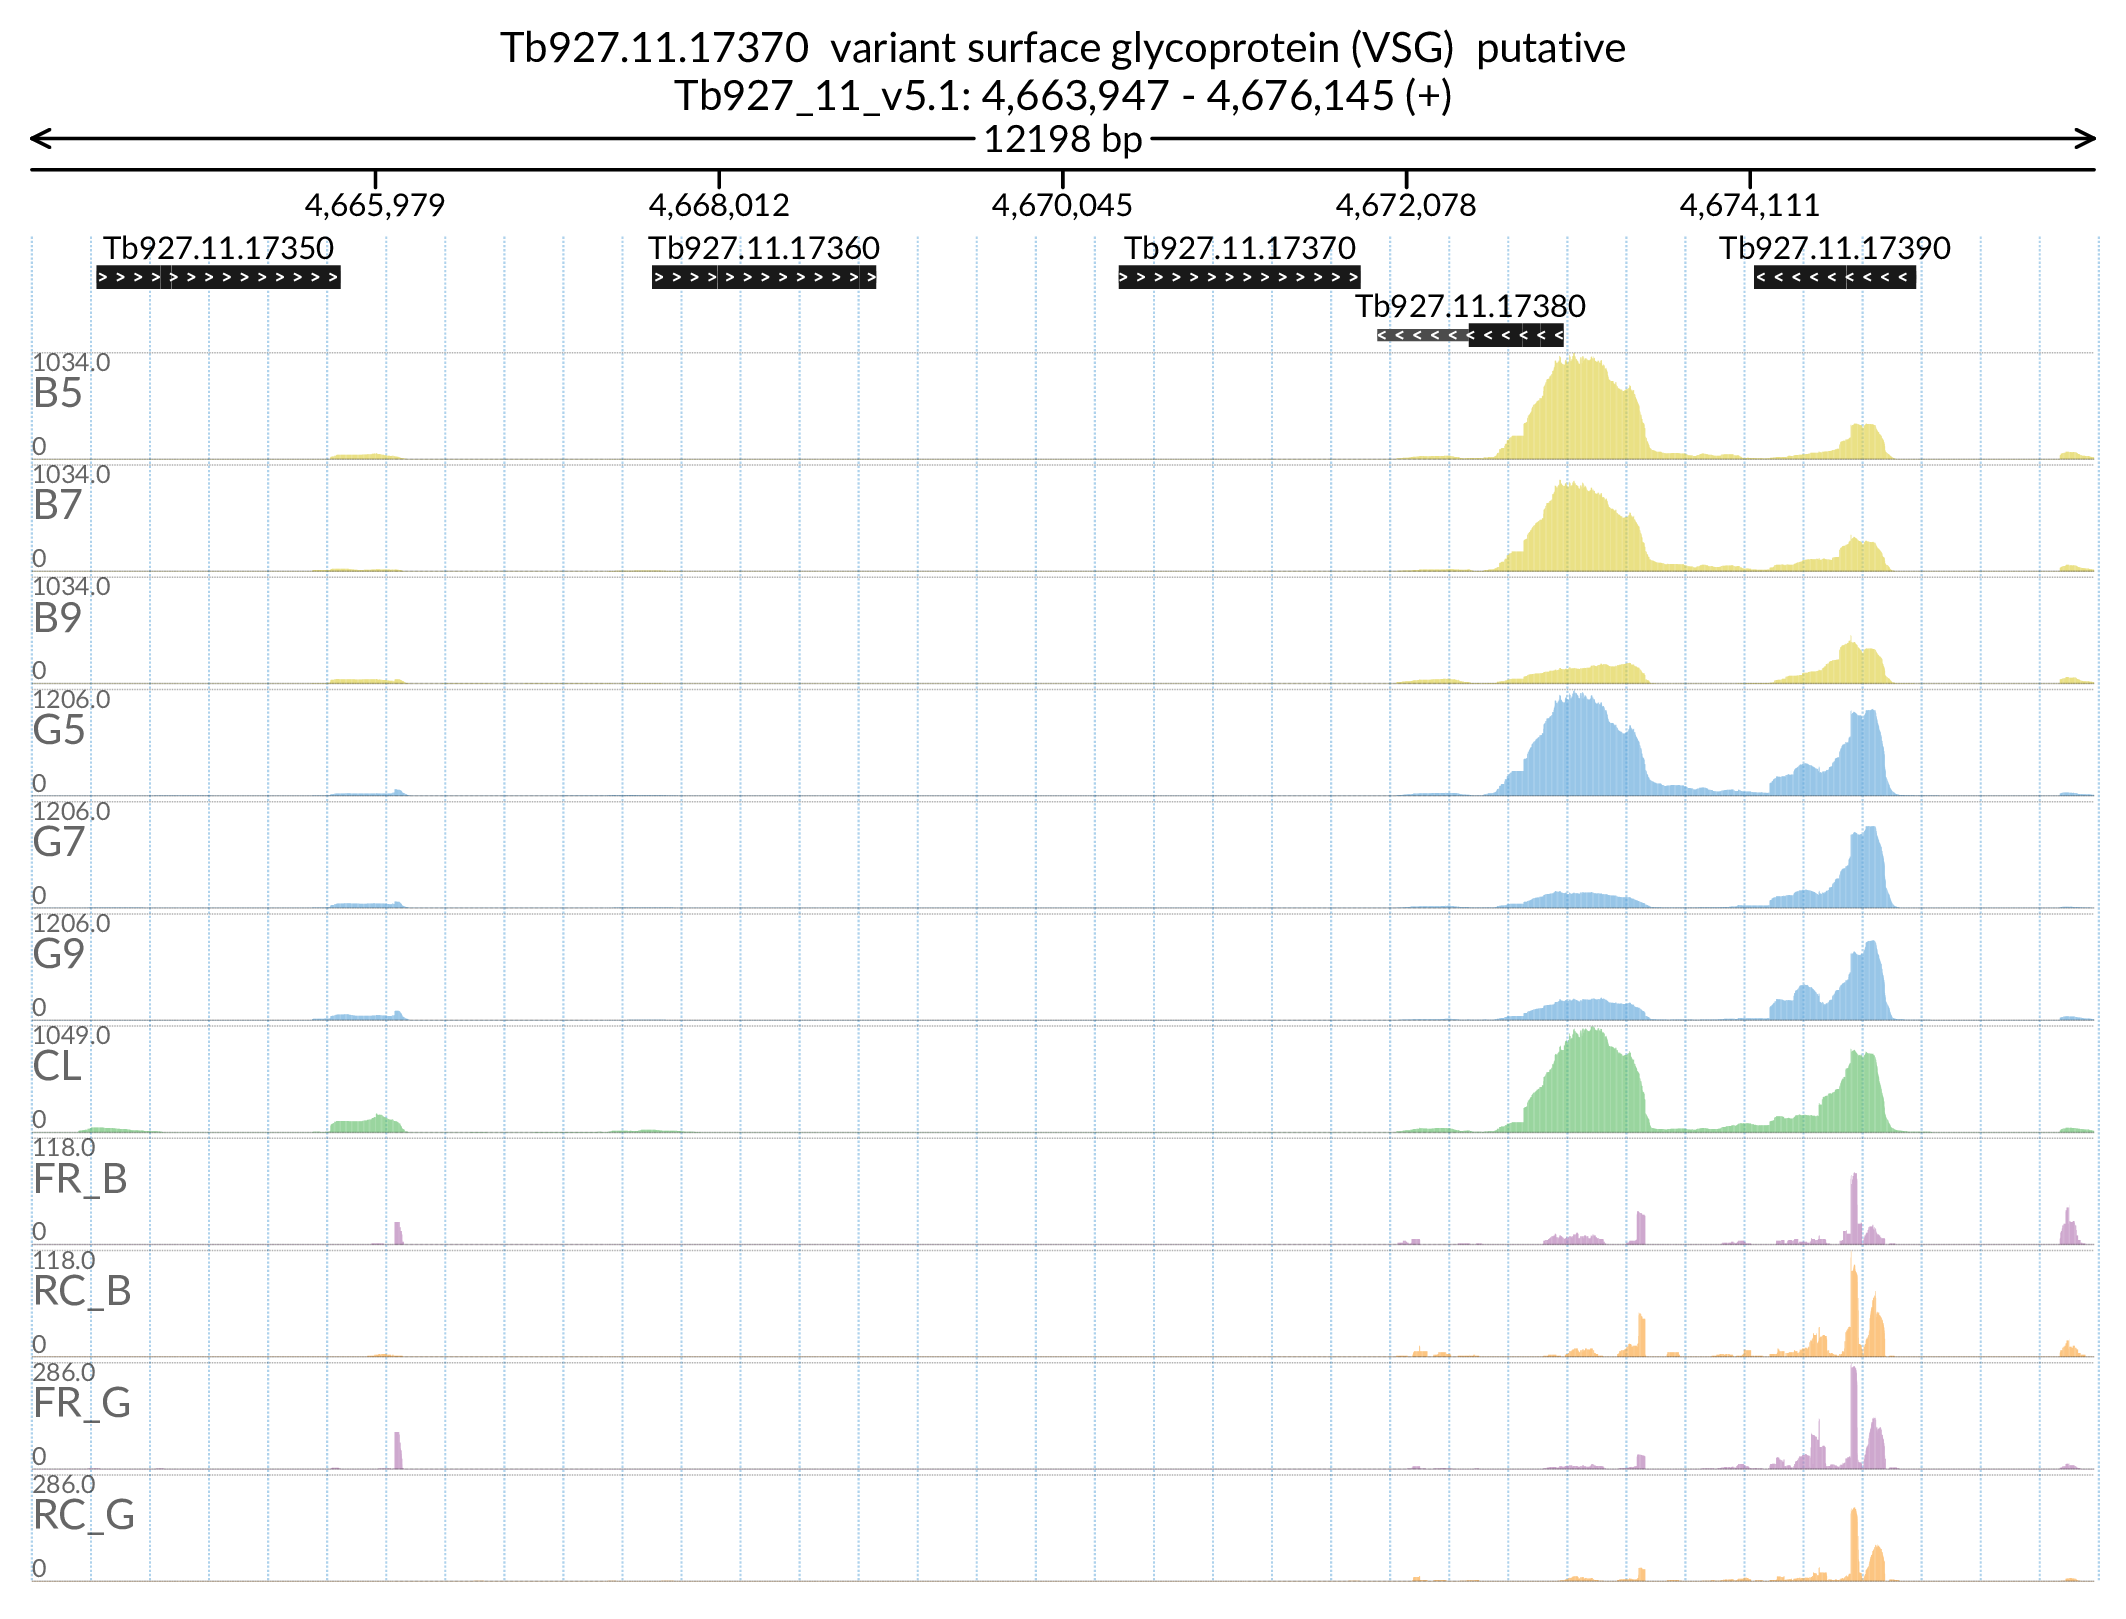 Tb927.11.17370 variant surface glycoprotein (VSG) putative
Tb927_11_v5.1: 4,663,947 - 4,676,145 (+)
12198 bp
4,665,979 4,668,012 4,670,045 4,672,078 4,674,111
Tb927.11.17350 Tb927.11.17360 Tb927.11.17370 Tb927.11.17390
Tb927.11.17380
1034.0
B5
0
1034.0
B7
0
1034.0
B9
0
1206.0
G5
0
1206.0
G7
0
1206.0
G9
0
1049.0
CL
0
118.0
FR_B
0
118.0
RC_B
0
286.0
FR_G
0
286.0
RC_G
0